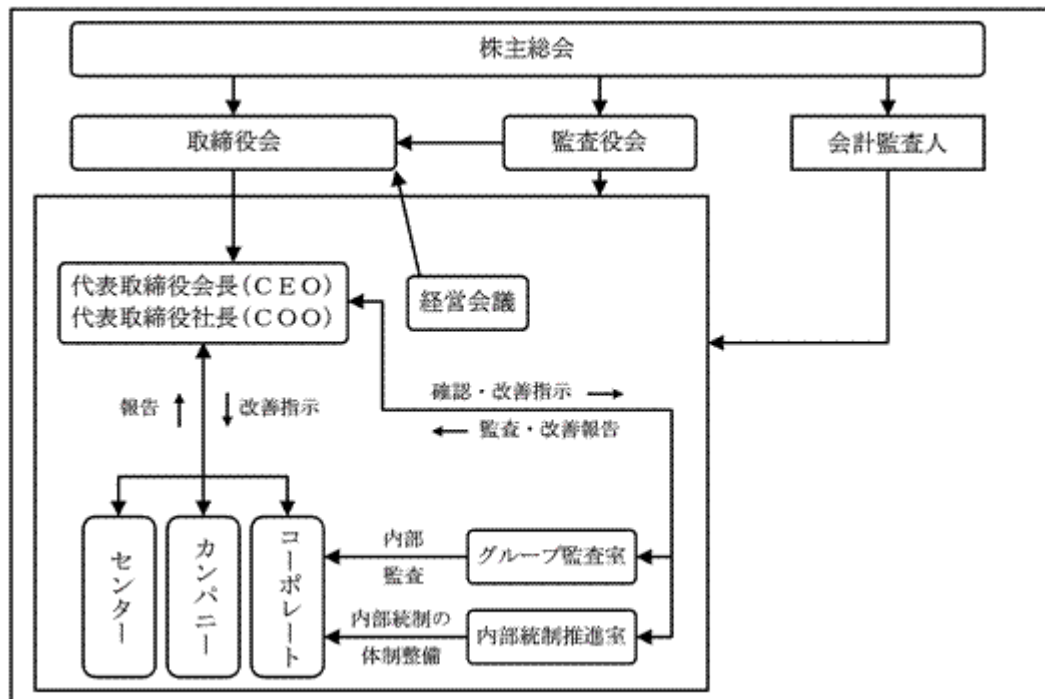 株主総会
取締役会
監査役会
会計監査人
代表取締役会長(ＣＥＯ)
代表取締役社長(ＣＯＯ)
経営会議
確認・改善指示
監査・改善報告
報告
改善指示
センター
カンパニー
コーポレート
内部
監査
グループ監査室
内部統制の
体制整備
内部統制推進室